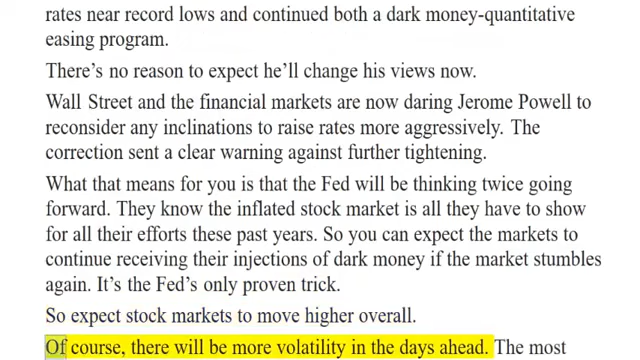 rates near record lows and continued both a dark money-quantitative
easing program.
There's no reason to expect he'll change his views now.
Wall Street and the financial markets are now daring Jerome Powell to
reconsider any inclinations to raise rates more aggressively. The
correction sent a clear warning against further tightening.
What that means for you is that the Fed will be thinking twice going
forward. They know the inflated stock market is all they have to show
for all their efforts these past years. So you can expect the markets to
continue receiving their injections of dark money if the market stumbles
again. It's the Fed's only proven trick.
So expect stock markets to move higher overall.
Of course, there will be more volatility in the days ahead. The most